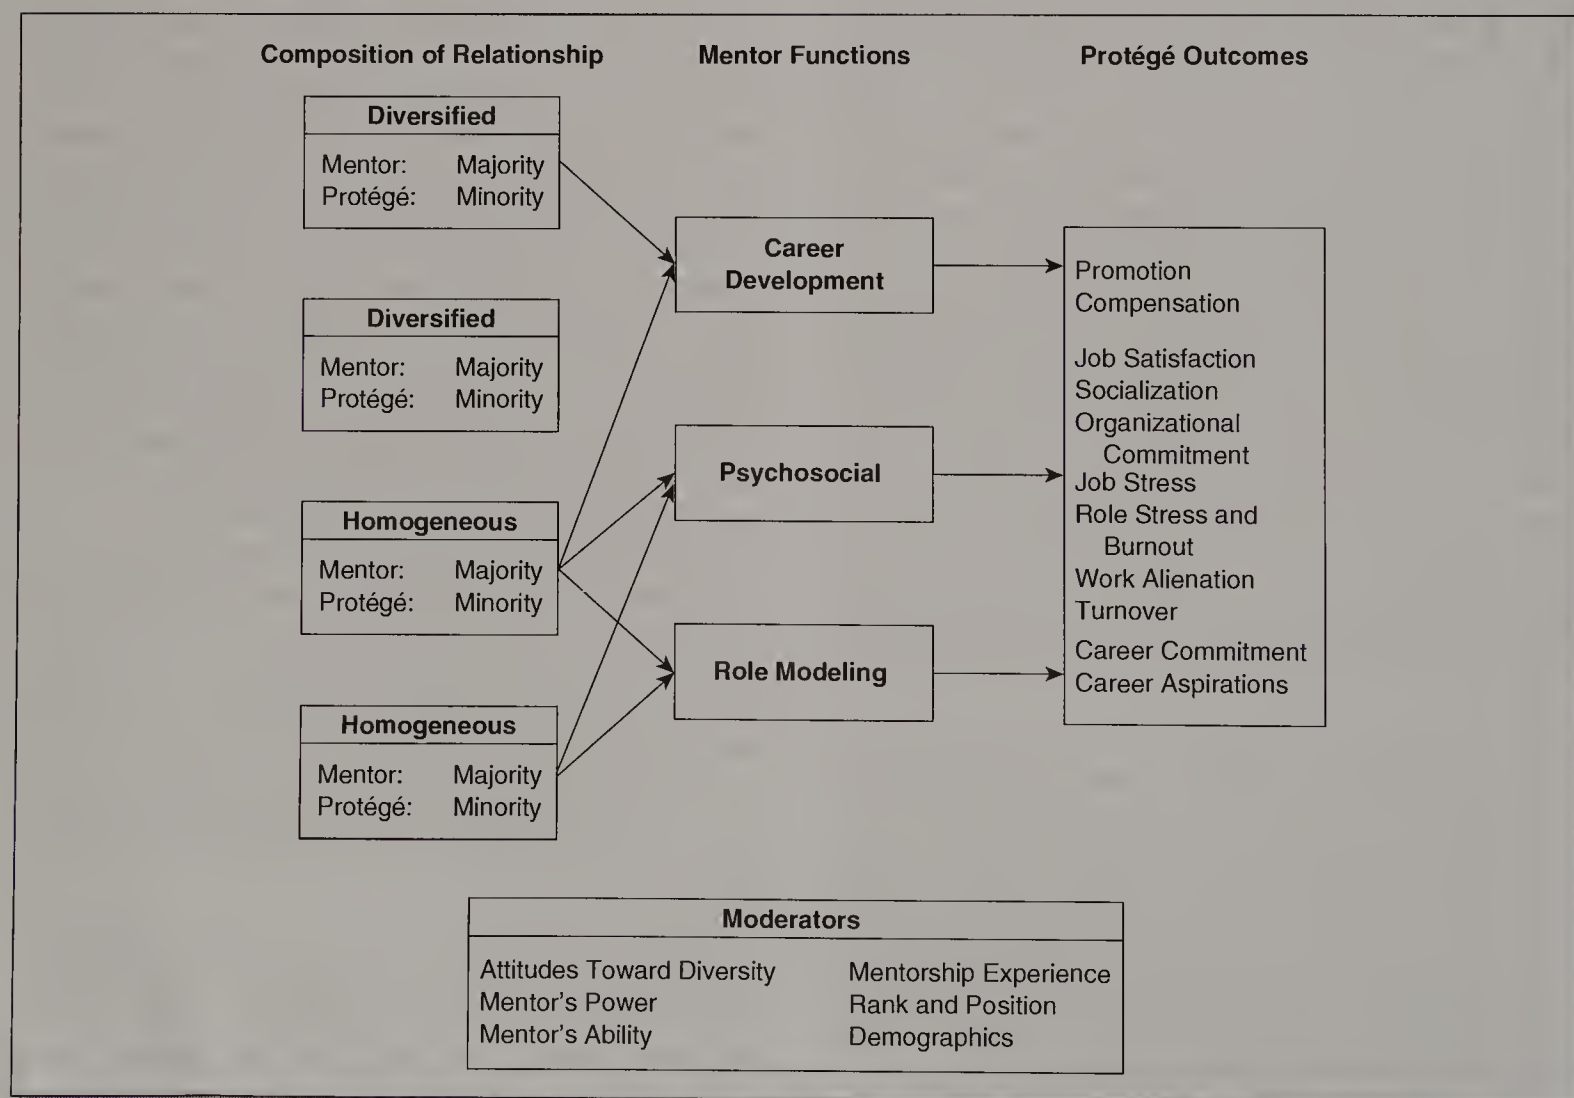 Composition of Relationship
Mentor Functions
Protégé Outcomes
Diversified
Mentor: Majority
Protégé: Minority
Diversified
Mentor: Majority
Protégé: Minority
Homogeneous
Mentor: Majority
Protégé: Minority
Homogeneous
Mentor: Majority
Protégé: Minority
Career
Development
Psychosocial
Role Modeling
Promotion
Compensation
Job Satisfaction
Socialization
Organizational
Commitment
Job Stress
Role Stress and
Burnout
Work Alienation
Turnover
Career Commitment
Career Aspirations
Moderators
Attitudes Toward Diversity
Mentor's Power
Mentor's Ability
Mentorship Experience
Rank and Position
Demographics